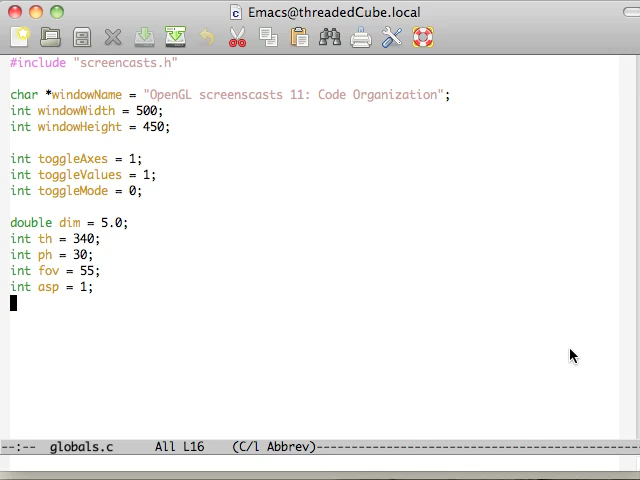 Emacs@threadedCube.local
#include "screencasts.h"
char *windowName = "OpenGL screenscasts 11: Code Organization";
int windowWidth = 500;
int windowHeight = 450;
int toggleAxes = 1;
int toggleValues = 1;
int toggleMode = 0;
double dim = 5.0;
int th = 340;
int ph = 30;
int fov = 55;
int asp = 1;
--:-- globals.c All L16 (C/l Abbrev)--------------------------------------------------